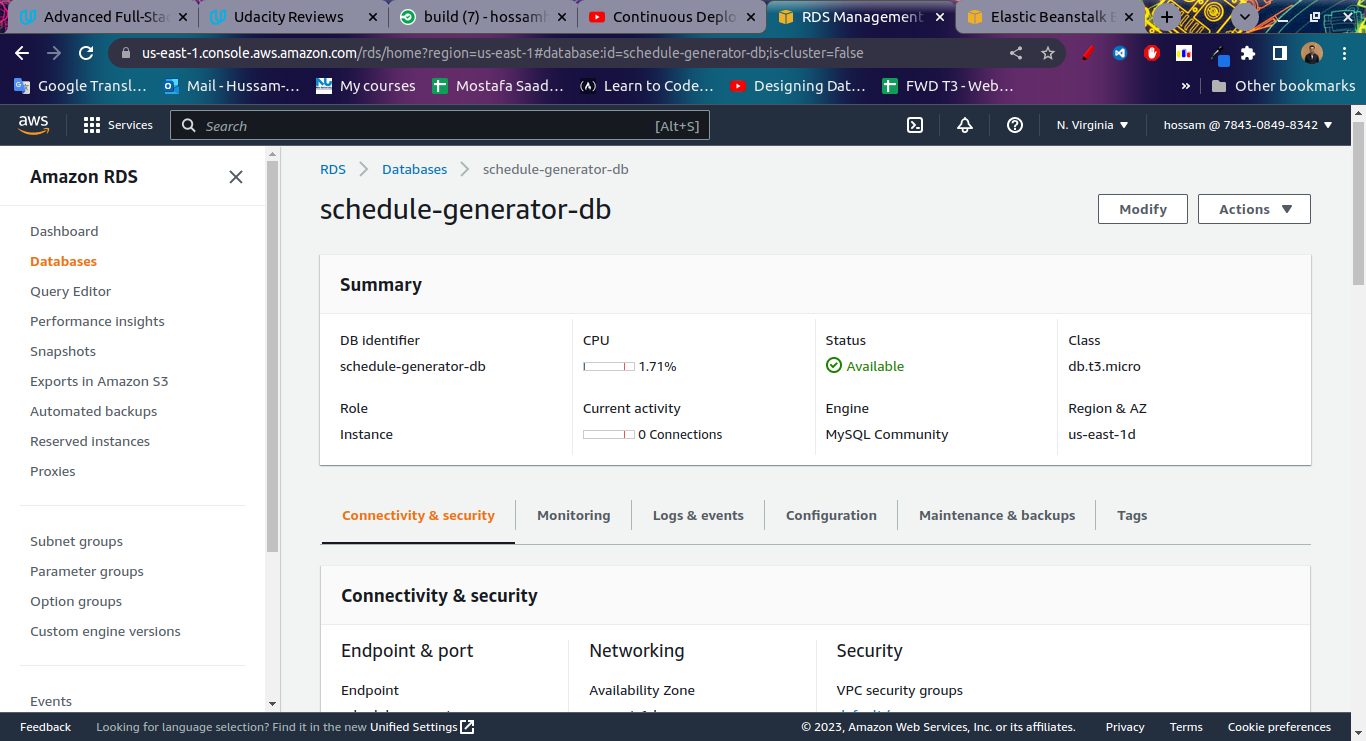 Advanced Full-Sta
Udacity Reviews
build (7) - hossamh
Continuous Deplo
RDS Management
Elastic Beanstalk E
us-east-1.console.aws.amazon.com/rds/home?region=us-east-1#database:id=schedule-generator-db;is-cluster=false
Google Transl...
Mail - Hussam-...
My courses
Mostafa Saad...
Learn to Code...
Designing Dat...
FWD T3 - Web...
»
Other bookmarks
aws
Services
Search
[Alt+S]
N. Virginia
hossam @ 7843-0849-8342
Amazon RDS
Dashboard
Databases
Query Editor
Performance insights
Snapshots
Exports in Amazon S3
Automated backups
Reserved instances
Proxies
Subnet groups
Parameter groups
Option groups
Custom engine versions
Events
RDS
Databases
schedule-generator-db
schedule-generator-db
Modify
Actions
Summary
DB identifier
schedule-generator-db
CPU
1.71%
Status
Available
Class
db.t3.micro
Role
Instance
Current activity
0 Connections
Engine
MySQL Community
Region & AZ
us-east-1d
Connectivity & security
Monitoring
Logs & events
Configuration
Maintenance & backups
Tags
Connectivity & security
Endpoint & port
Endpoint
Networking
Availability Zone
Security
VPC security groups
Feedback
Looking for language selection? Find it in the new Unified Settings
© 2023, Amazon Web Services, Inc. or its affiliates.
Privacy
Terms
Cookie preferences